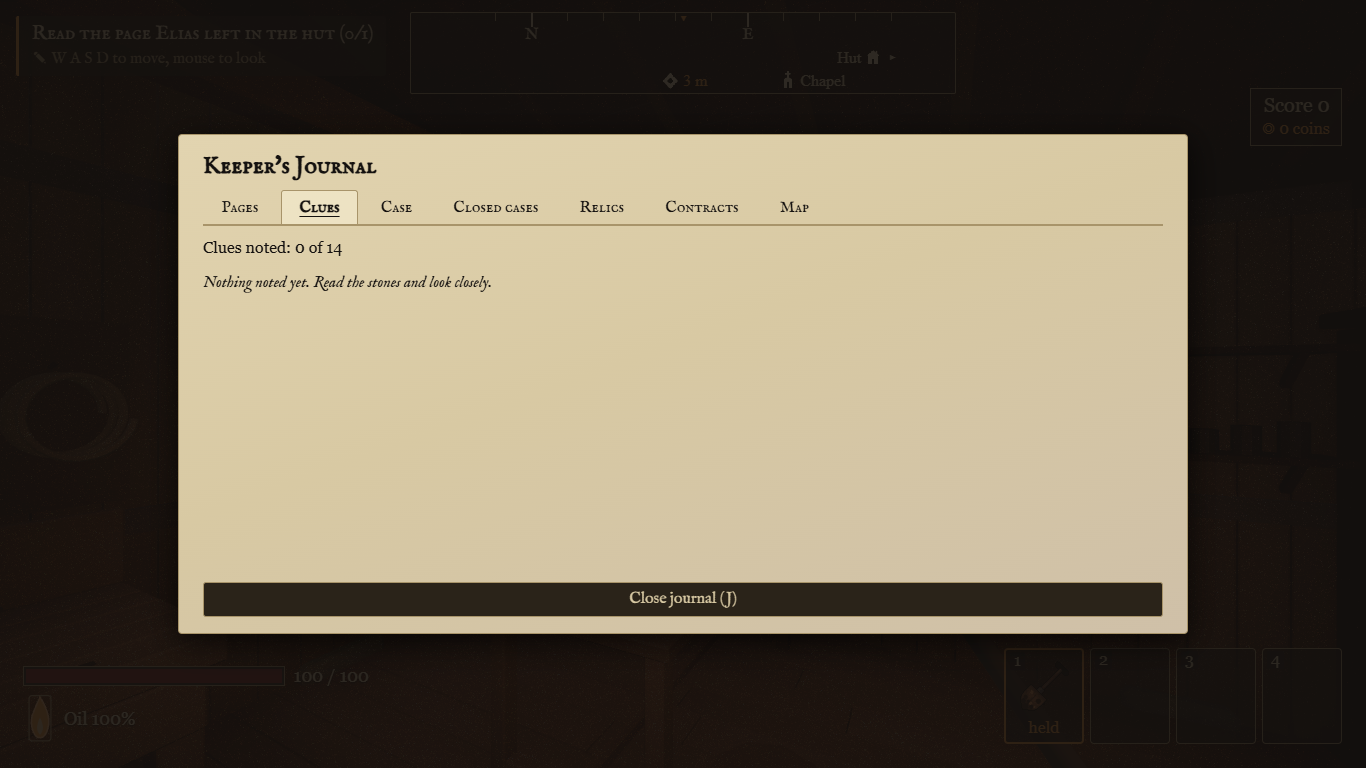 Read the page Elias left in the hut (0/1)
W A S D to move, mouse to look
N
E
Hut
3 m
Chapel
Score 0
0 coins
Keeper's Journal
Pages
Clues
Case
Closed cases
Relics
Contracts
Map
Clues noted: 0 of 14
Nothing noted yet. Read the stones and look closely.
Close journal (J)
100 / 100
Oil 100%
1
held
2
3
4